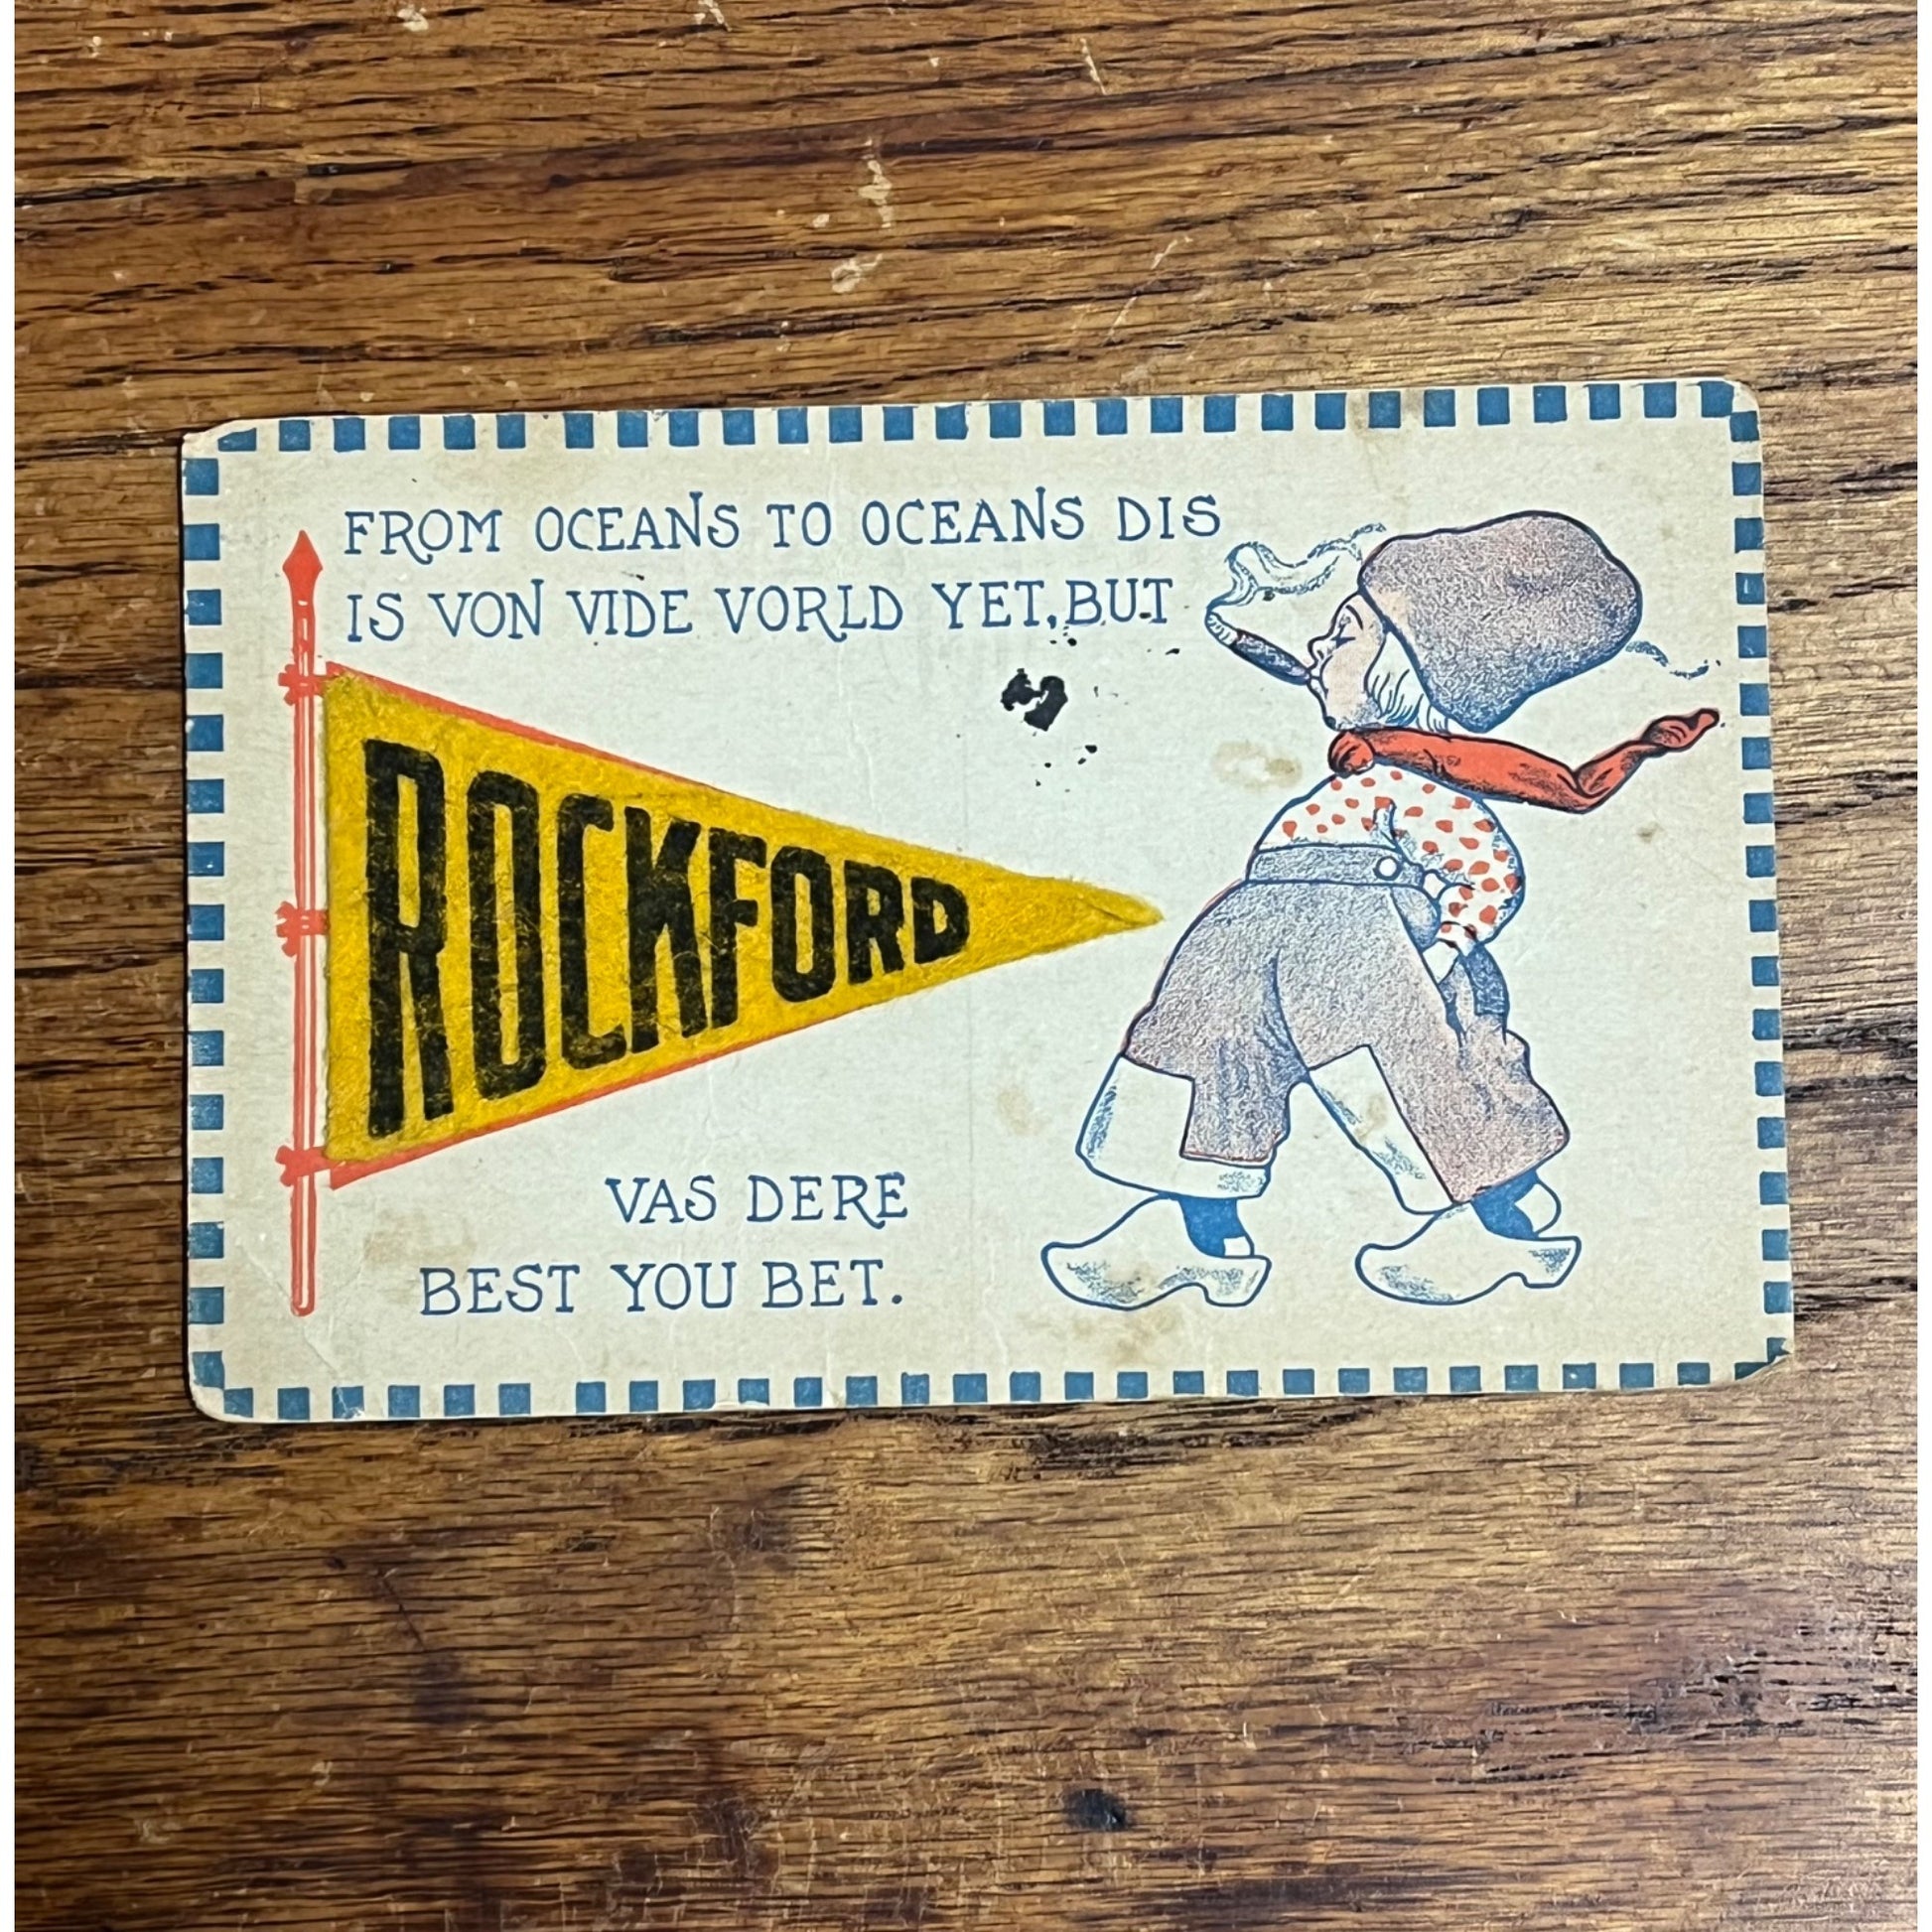 FROM OCEANS TO OCEANS DIS
IS VON VIDE VORLD YET, BUT
ROCKFORD
VAS DERE
BEST YOU BET.